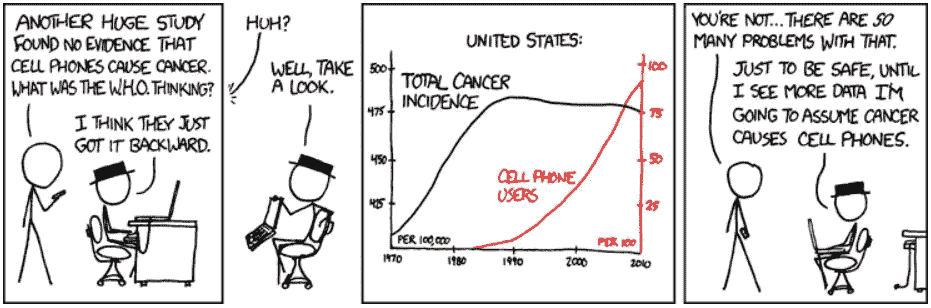 ANOTHER HUGE STUDY
FOUND NO EVIDENCE THAT
CELL PHONES CAUSE CANCER.
WHAT WAS THE W.H.O. THINKING?
I THINK THEY JUST
GOT IT BACKWARD.
HUH?
WELL, TAKE
A LOOK.
UNITED STATES:
TOTAL CANCER
INCIDENCE
CELL PHONE
USERS
500
475
450
425
PER 100,000
100
75
50
25
PER 100
1970
1980
1990
2000
2010
YOU'RE NOT... THERE ARE SO
MANY PROBLEMS WITH THAT.
JUST TO BE SAFE, UNTIL
I SEE MORE DATA I'M
GOING TO ASSUME CANCER
CAUSES CELL PHONES.